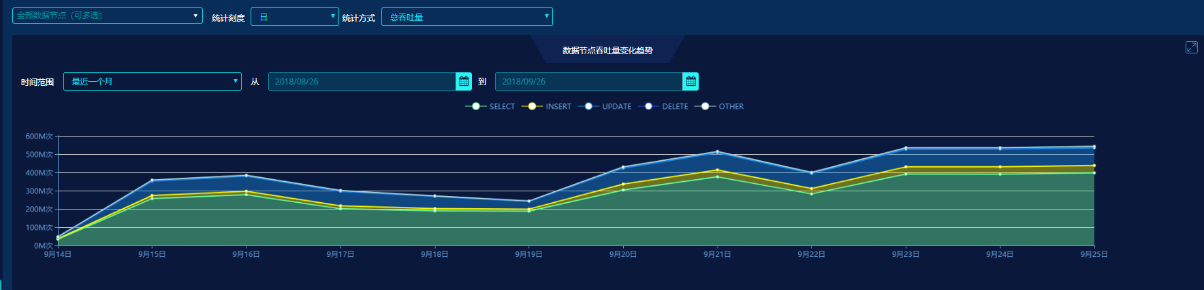 全部数据节点（可多选） 统计刻度 日 统计方式 总吞吐量
数据节点吞吐量变化趋势
时间范围 最近一个月 从 2018/08/26 到 2018/09/26
SELECT INSERT UPDATE DELETE OTHER
600M次
500M次
400M次
300M次
200M次
100M次
0M次
9月14日 9月15日 9月16日 9月17日 9月18日 9月19日 9月20日 9月21日 9月22日 9月23日 9月24日 9月25日